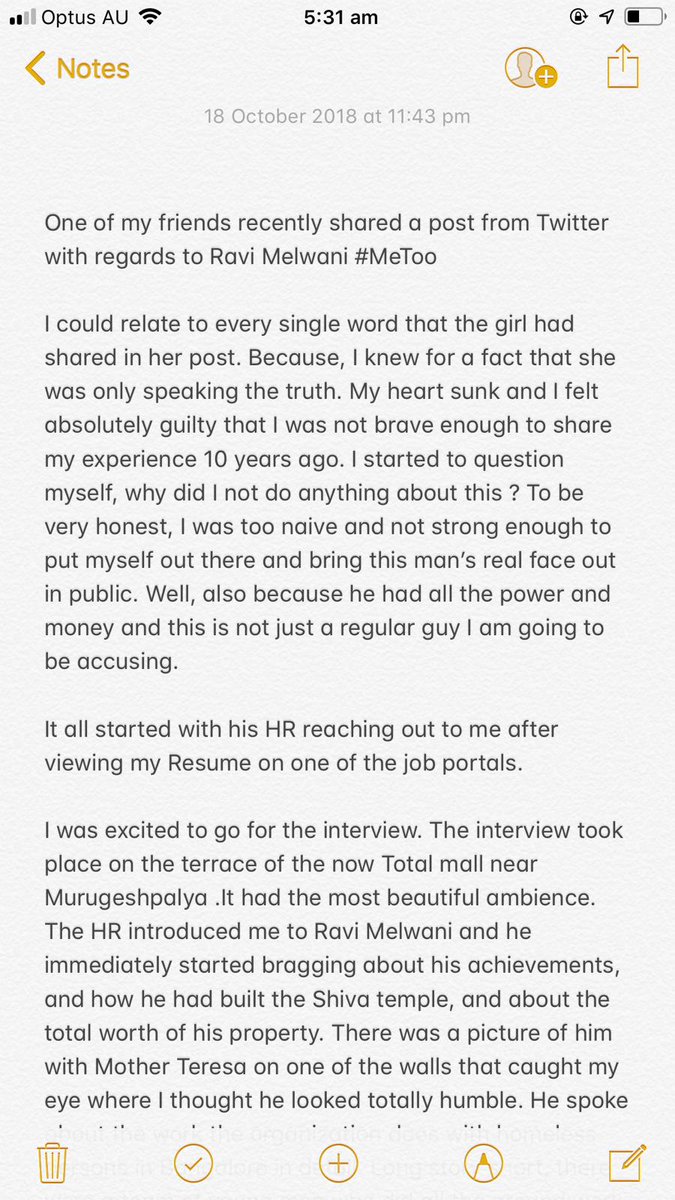 Optus AU
5:31 am
Notes
18 October 2018 at 11:43 pm
One of my friends recently shared a post from Twitter
with regards to Ravi Melwani #MeToo
I could relate to every single word that the girl had
shared in her post. Because, I knew for a fact that she
was only speaking the truth. My heart sunk and I felt
absolutely guilty that I was not brave enough to share
my experience 10 years ago. I started to question
myself, why did I not do anything about this ? To be
very honest, I was too naive and not strong enough to
put myself out there and bring this man’s real face out
in public. Well, also because he had all the power and
money and this is not just a regular guy I am going to
be accusing.
It all started with his HR reaching out to me after
viewing my Resume on one of the job portals.
I was excited to go for the interview. The interview took
place on the terrace of the now Total mall near
Murugeshpalya .It had the most beautiful ambience.
The HR introduced me to Ravi Melwani and he
immediately started bragging about his achievements,
and how he had built the Shiva temple, and about the
total worth of his property. There was a picture of him
with Mother Teresa on one of the walls that caught my
eye where I thought he looked totally humble. He spoke
about the work the organization does with homeless